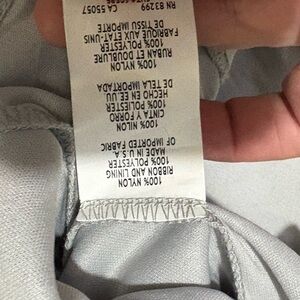 100% NYLON
RIBBON AND LINING
100% POLYESTER
MADE IN U.S.A.
OF IMPORTED FABRIC
100% NILON
CINTA Y FORRO
100% POLIESTER
HECHO EN EE.UU
DE TELA IMPORTADA
100% NYLON
RUBAN ET DOUBLURE
100% POLYESTER
FABRIQUE AUX ETAT-UNIS
DE TISSU IMPORTE
RN 83299 CA 55057